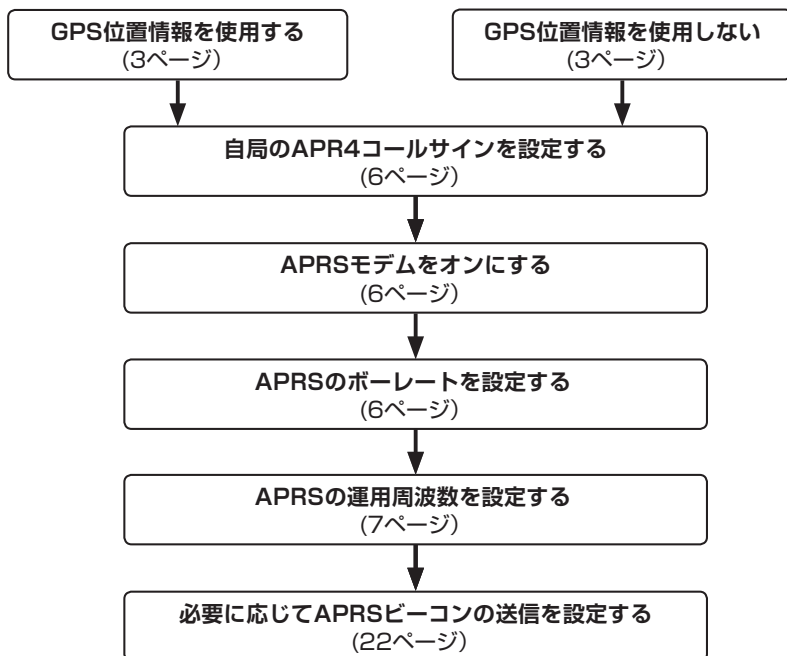 GPS位置情報を使用する
(3ページ)
GPS位置情報を使用しない
(3ページ)
自局のAPR4コールサインを設定する
(6ページ)
APRSモデムをオンにする
(6ページ)
APRSのボーレートを設定する
(6ページ)
APRSの運用周波数を設定する
(7ページ)
必要に応じてAPRSビーコンの送信を設定する
(22ページ)